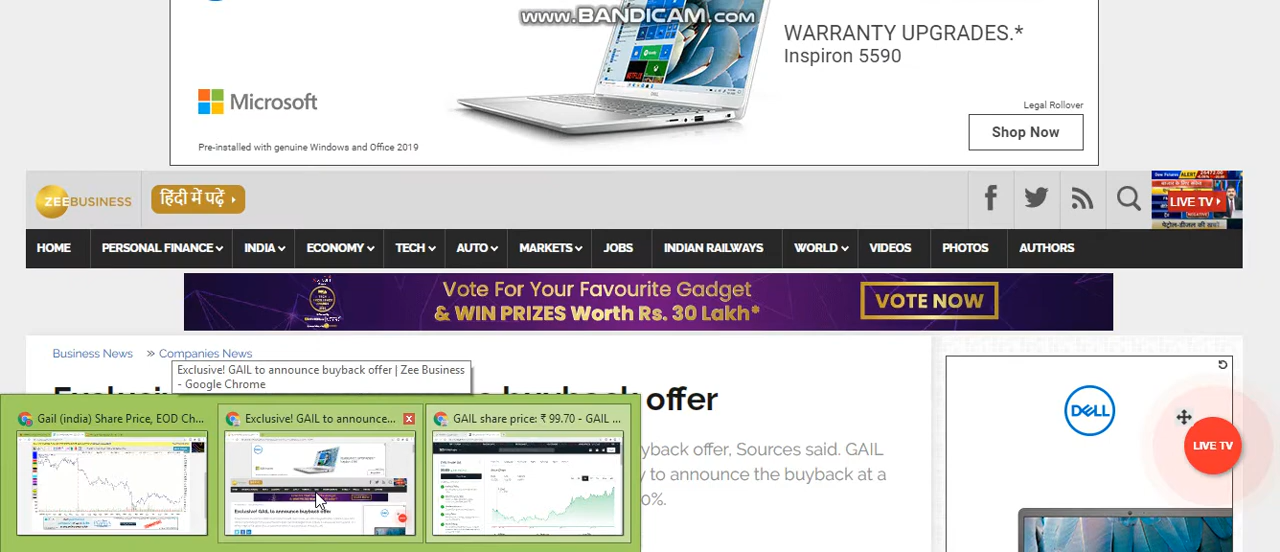 www.BANDICAM.com
WARRANTY UPGRADES.*
Inspiron 5590
Microsoft
Legal Rollover
Shop Now
Pre-installed with genuine Windows and Office 2019
ZEEBUSINESS
हिंदी में पढ़ें
LIVE TV
HOME PERSONAL FINANCE INDIA ECONOMY TECH AUTO MARKETS JOBS INDIAN RAILWAYS WORLD VIDEOS PHOTOS AUTHORS
Vote For Your Favourite Gadget
& WIN PRIZES Worth Rs. 30 Lakh*
VOTE NOW
Business News » Companies News
Exclusive! GAIL to announce buyback offer | Zee Business
- Google Chrome
buyback offer
Gail (india) Share Price, EOD Ch...
Exclusive! GAIL to announce...
GAIL share price: ₹ 99.70 - GAIL ...
Exclusive! GAIL to announce buyback offer
buyback offer, Sources said. GAIL
y to announce the buyback at a
0%.
DELL
LIVE TV